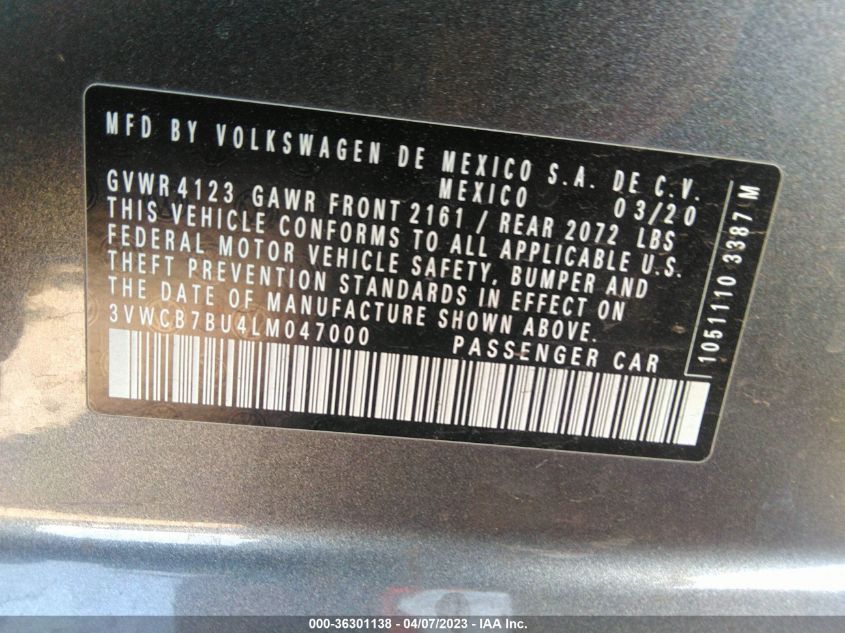 MFD BY VOLKSWAGEN DE MEXICO S.A. DE C.V.
MEXICO 03/20
GVWR 4123 GAWR FRONT 2161 / REAR 2072 LBS
THIS VEHICLE CONFORMS TO ALL APPLICABLE U.S.
FEDERAL MOTOR VEHICLE SAFETY, BUMPER AND
THEFT PREVENTION STANDARDS IN EFFECT ON
THE DATE OF MANUFACTURE SHOWN ABOVE.
3VWCB7BU4LM047000 PASSENGER CAR
1051110 3387 M
000-36301138 - 04/07/2023 - IAA Inc.